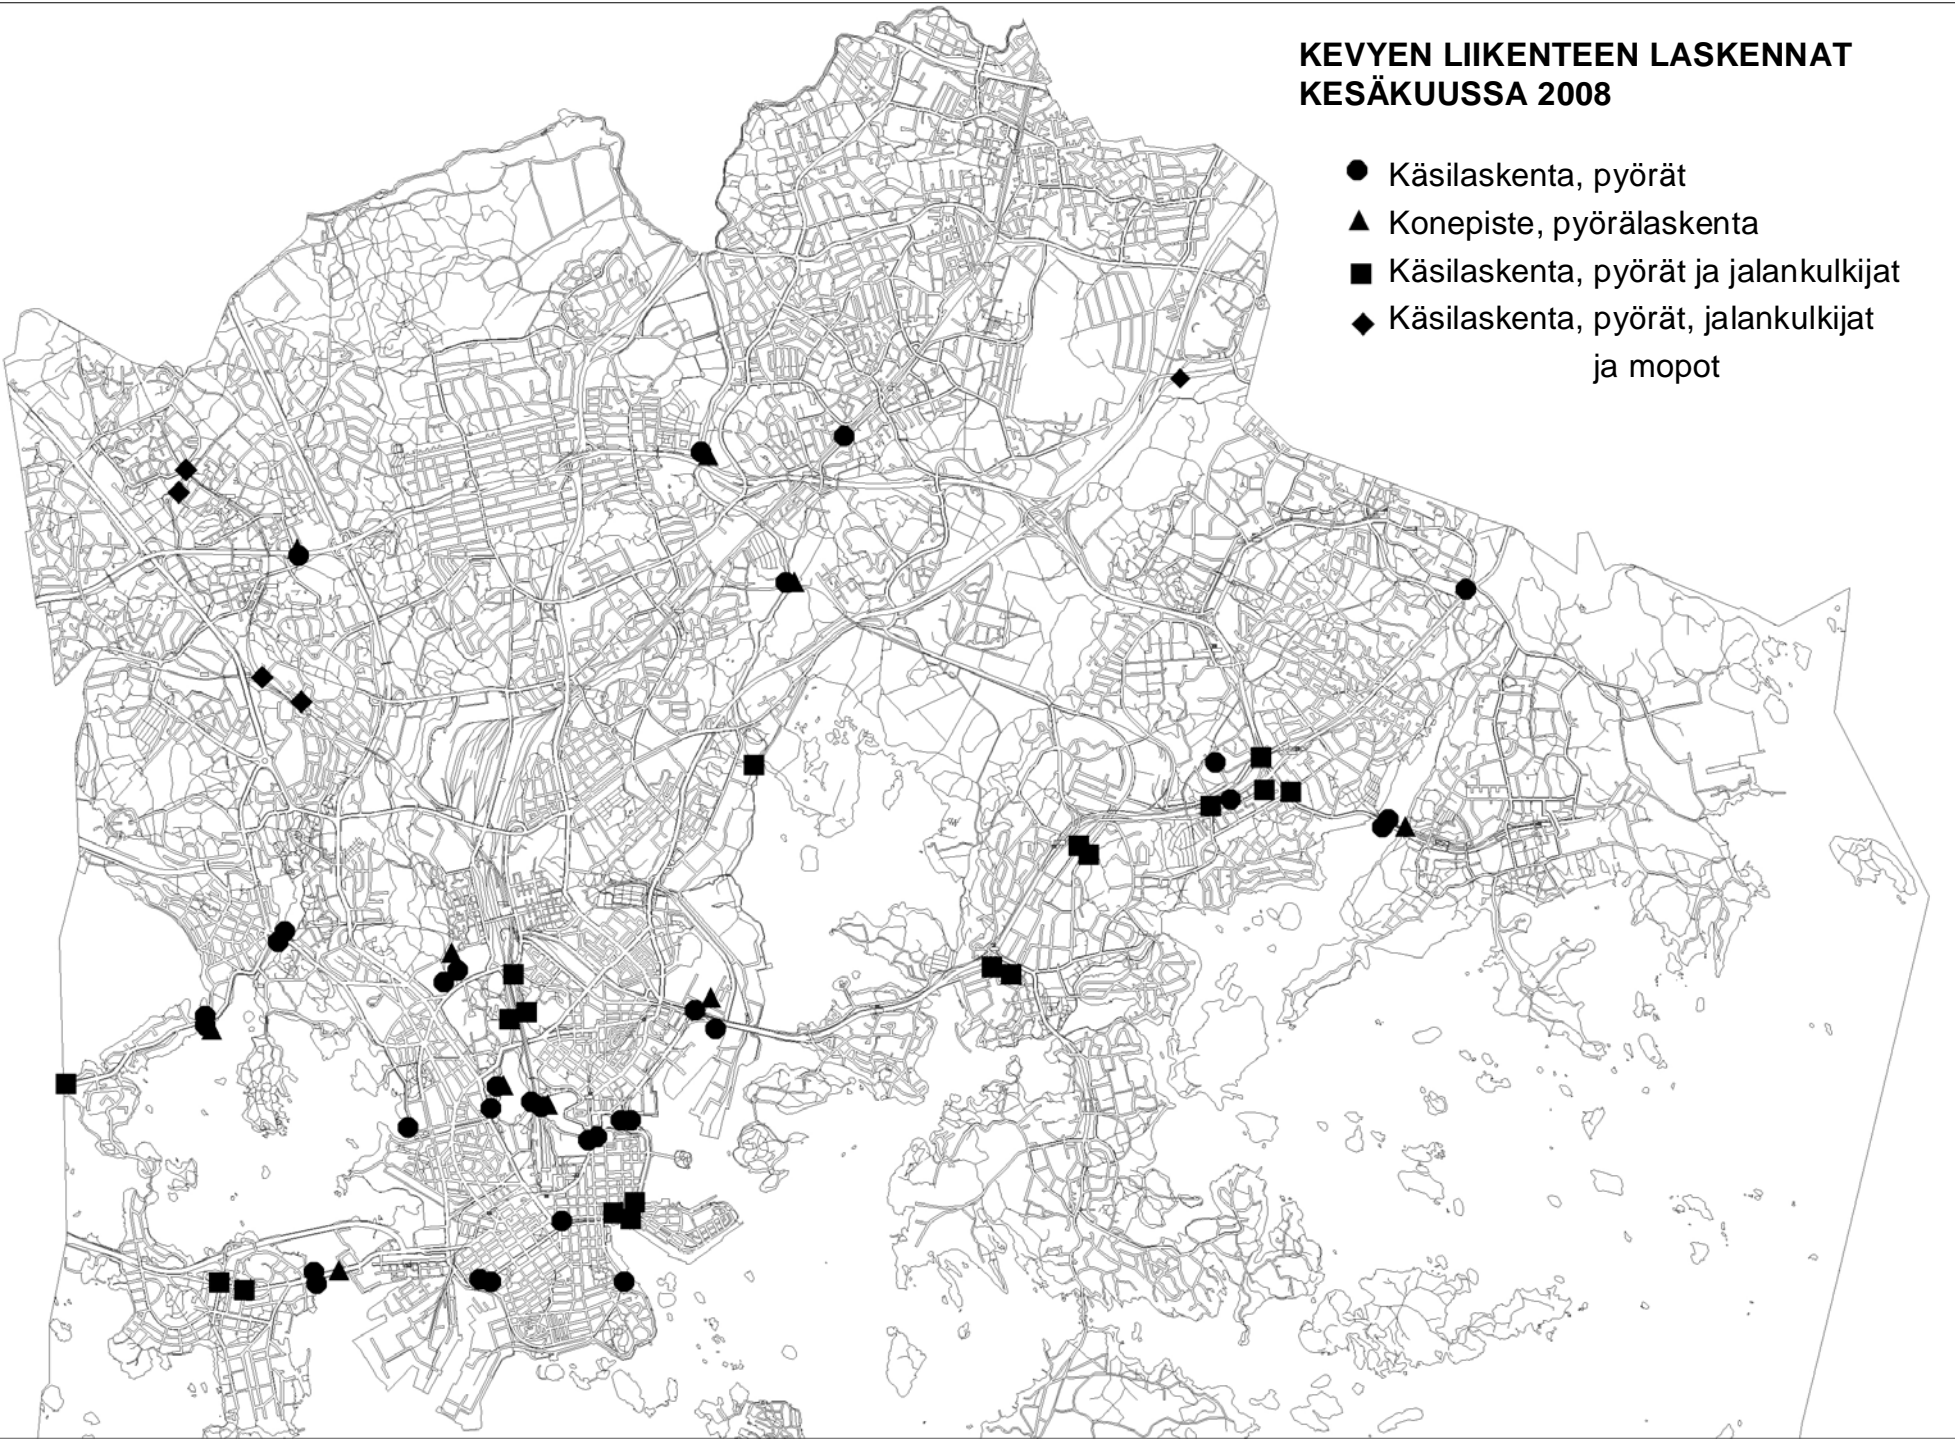 KEVYEN LIIKENTEEN LASKENNAT
KESÄKUUSSA 2008
Käsilaskenta, pyörät
Konepiste, pyörälaskenta
Käsilaskenta, pyörät ja jalankulkijat
Käsilaskenta, pyörät, jalankulkijat
ja mopot